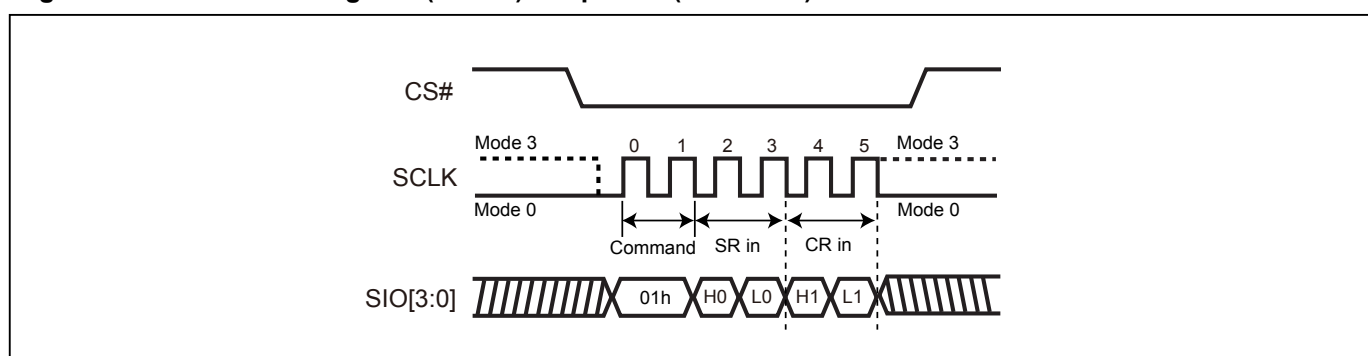 CS#
Mode 3
0 1 2 3 4 5
Mode 3
SCLK
Mode 0
Mode 0
Command
SR in
CR in
SIO[3:0]
01h
H0
L0
H1
L1